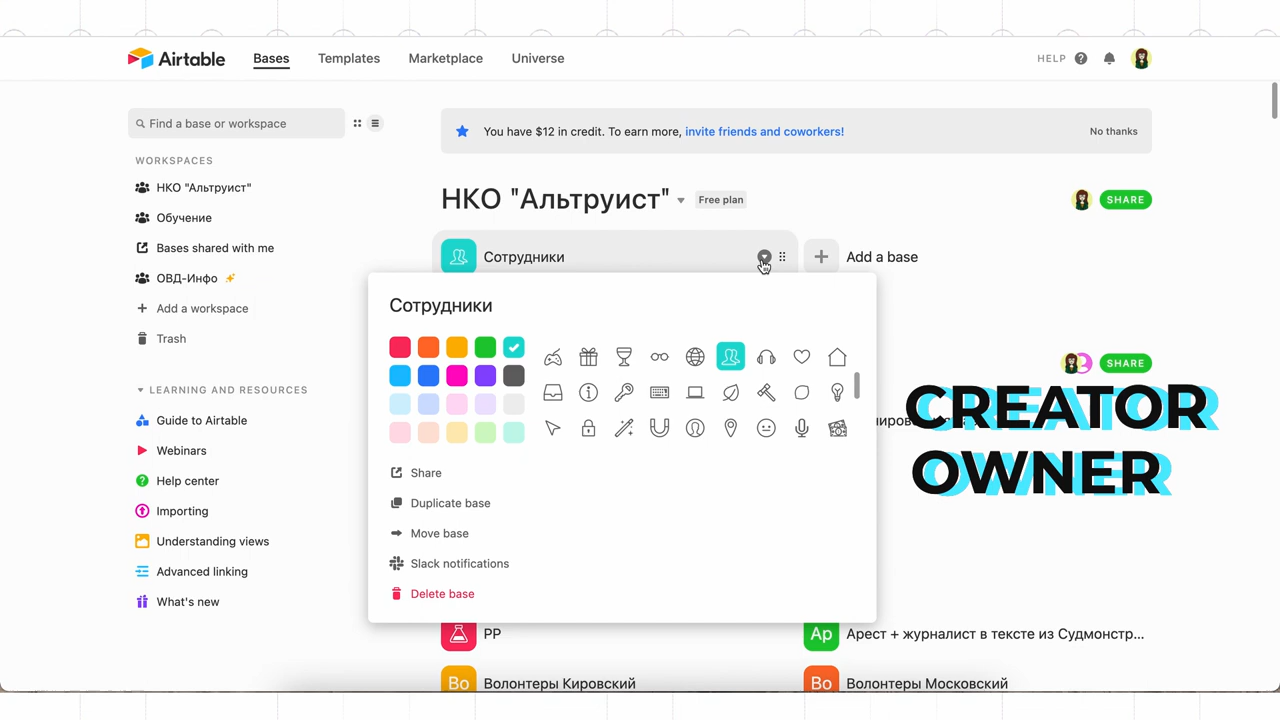 Airtable
Bases
Templates
Marketplace
Universe
HELP
Find a base or workspace
You have $12 in credit. To earn more, invite friends and coworkers!
No thanks
WORKSPACES
НКО "Альтруист"
Обучение
Bases shared with me
ОВД-Инфо
Add a workspace
Trash
LEARNING AND RESOURCES
Guide to Airtable
Webinars
Help center
Importing
Understanding views
Advanced linking
What's new
НКО "Альтруист"
Free plan
SHARE
Сотрудники
Add a base
Сотрудники
Share
Duplicate base
Move base
Slack notifications
Delete base
SHARE
CREATOR
OWNER
PP
Ар
Арест + журналист в тексте из Судмонстр...
Во
Волонтеры Кировский
Во
Волонтеры Московский